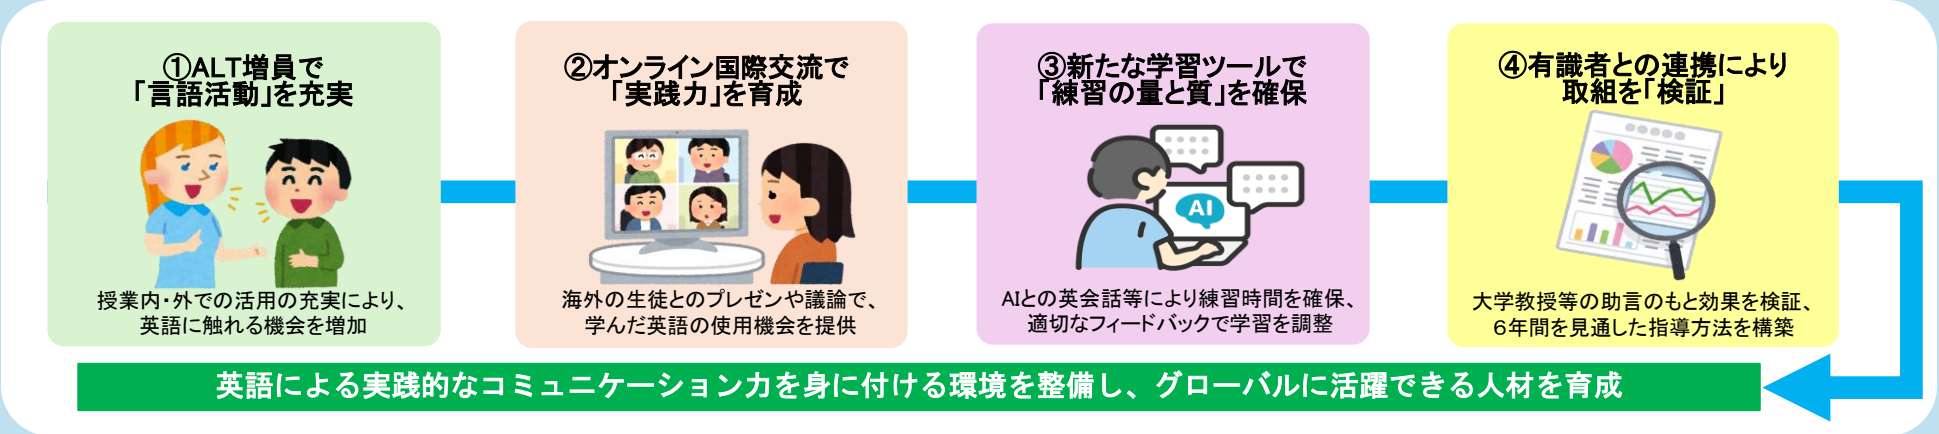 ①ALT増員で
「言語活動」を充実
授業内・外での活用の充実により、
英語に触れる機会を増加
②オンライン国際交流で
「実践力」を育成
海外の生徒とのプレゼンや議論で、
学んだ英語の使用機会を提供
③新たな学習ツールで
「練習の量と質」を確保
AI
AIとの英会話等により練習時間を確保、
適切なフィードバックで学習を調整
④有識者との連携により
取組を「検証」
大学教授等の助言のもと効果を検証、
６年間を見通した指導方法を構築
英語による実践的なコミュニケーション力を身に付ける環境を整備し、グローバルに活躍できる人材を育成